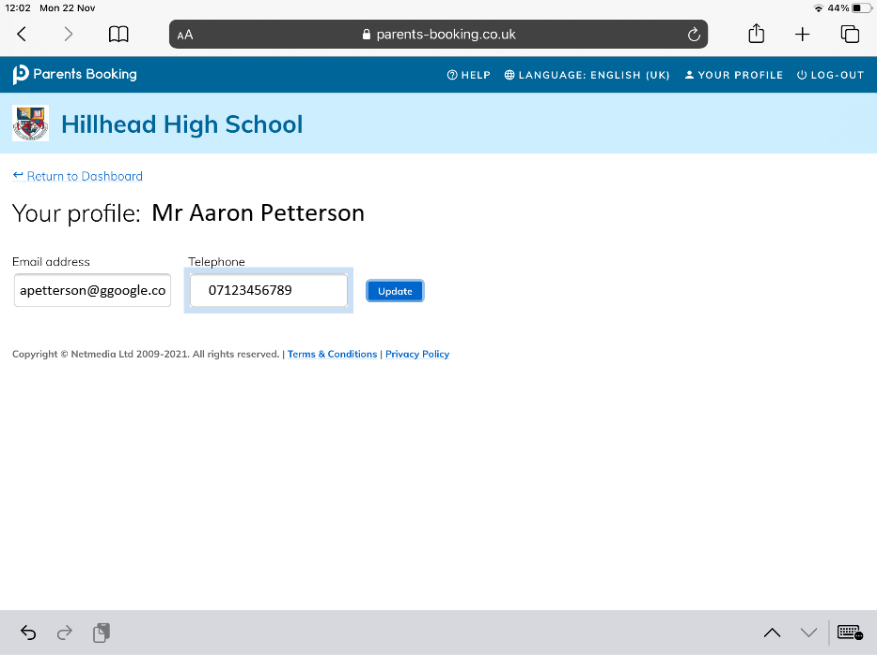 12:02 Mon 22 Nov 44%
AA parents-booking.co.uk
Parents Booking HELP LANGUAGE: ENGLISH (UK) YOUR PROFILE LOG-OUT
Hillhead High School
Return to Dashboard
Your profile: Mr Aaron Petterson
Email address Telephone
apetterson@ggoogle.co 07123456789 Update
Copyright © Netmedia Ltd 2009-2021. All rights reserved. | Terms & Conditions | Privacy Policy